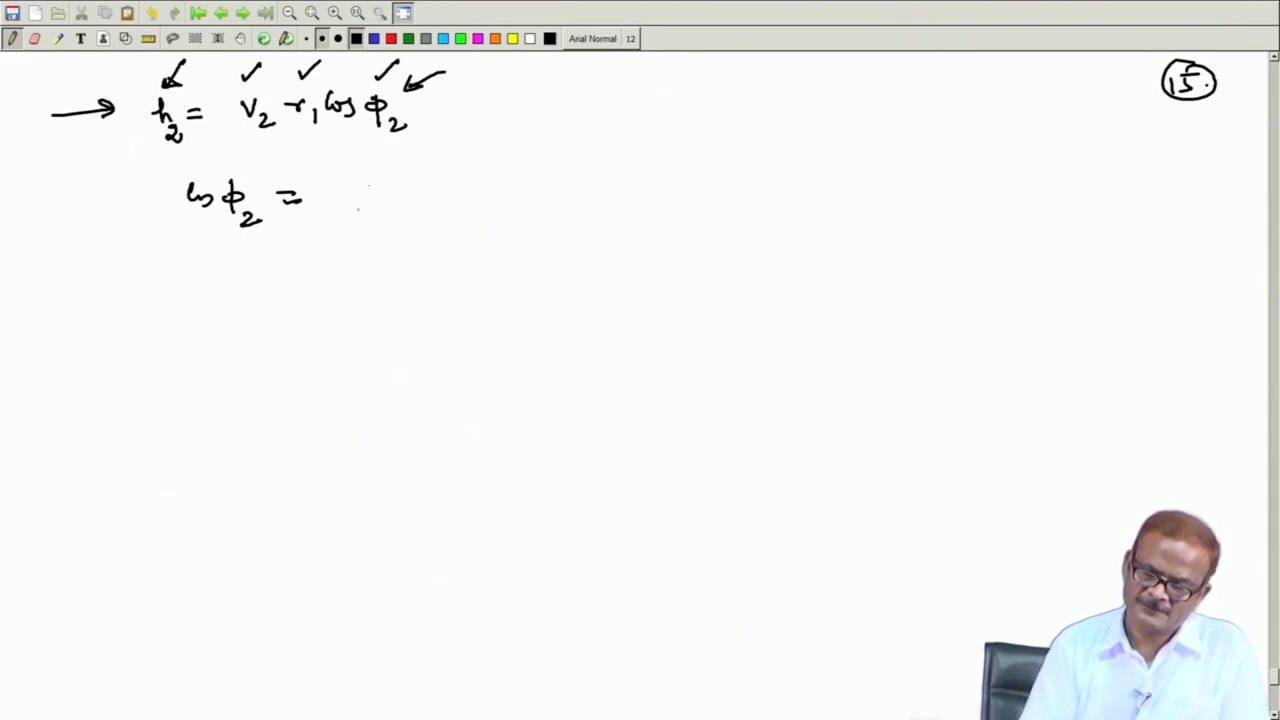 Arial Normal 12
15.
→ h₂ = v₂ r₁ cos ϕ₂
cos ϕ₂ =